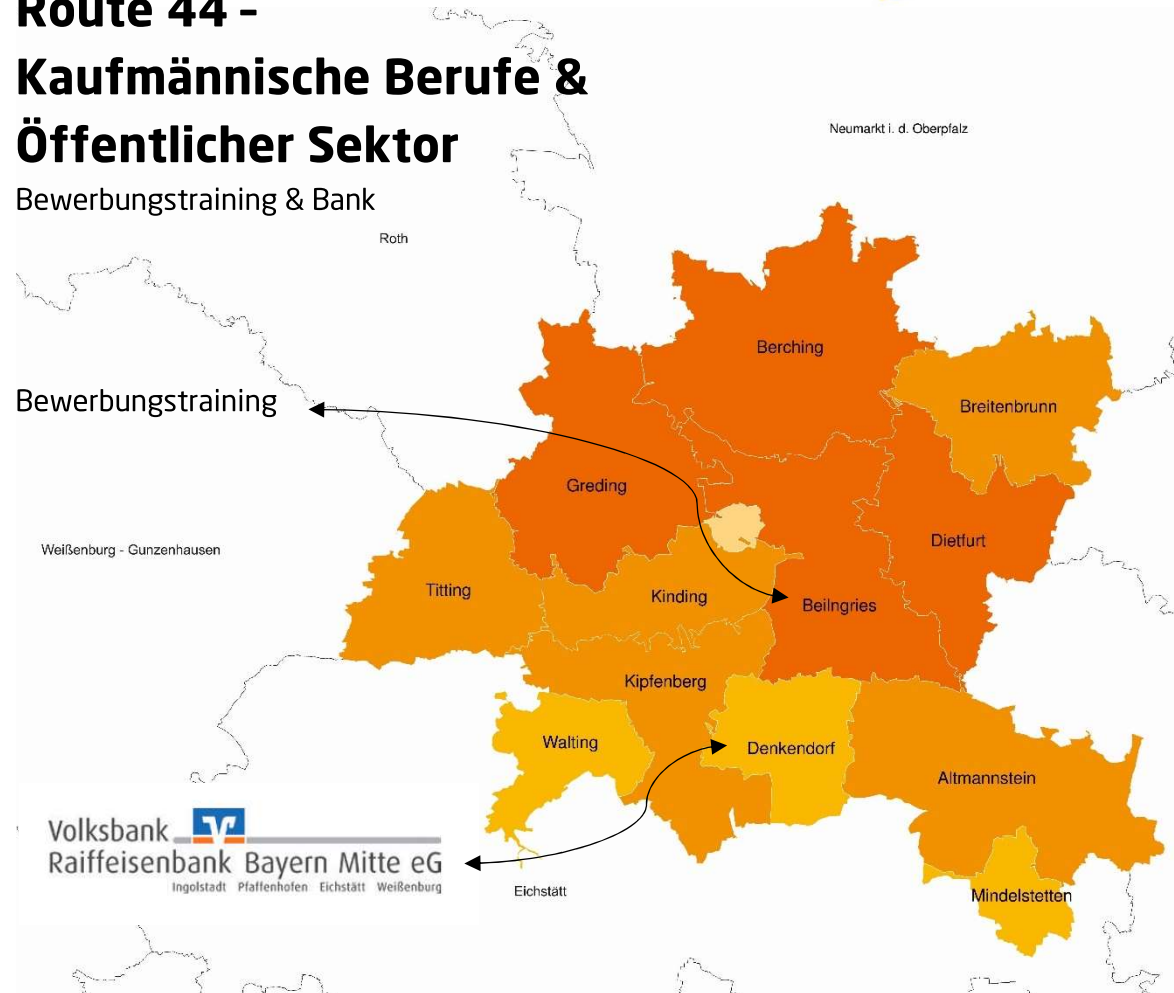 Route 44 –
Kaufmännische Berufe &
Öffentlicher Sektor
Bewerbungstraining & Bank
Neumarkt i. d. Oberpfalz
Roth
Berching
Bewerbungstraining
Breitenbrunn
Greding
Dietfurt
Weißenburg - Gunzenhausen
Titting
Kinding
Beilngries
Kipfenberg
Walting
Denkendorf
Altmannstein
Volksbank
Raiffeisenbank Bayern Mitte eG
Ingolstadt Pfaffenhofen Eichstätt Weißenburg
Eichstätt
Mindelstetten